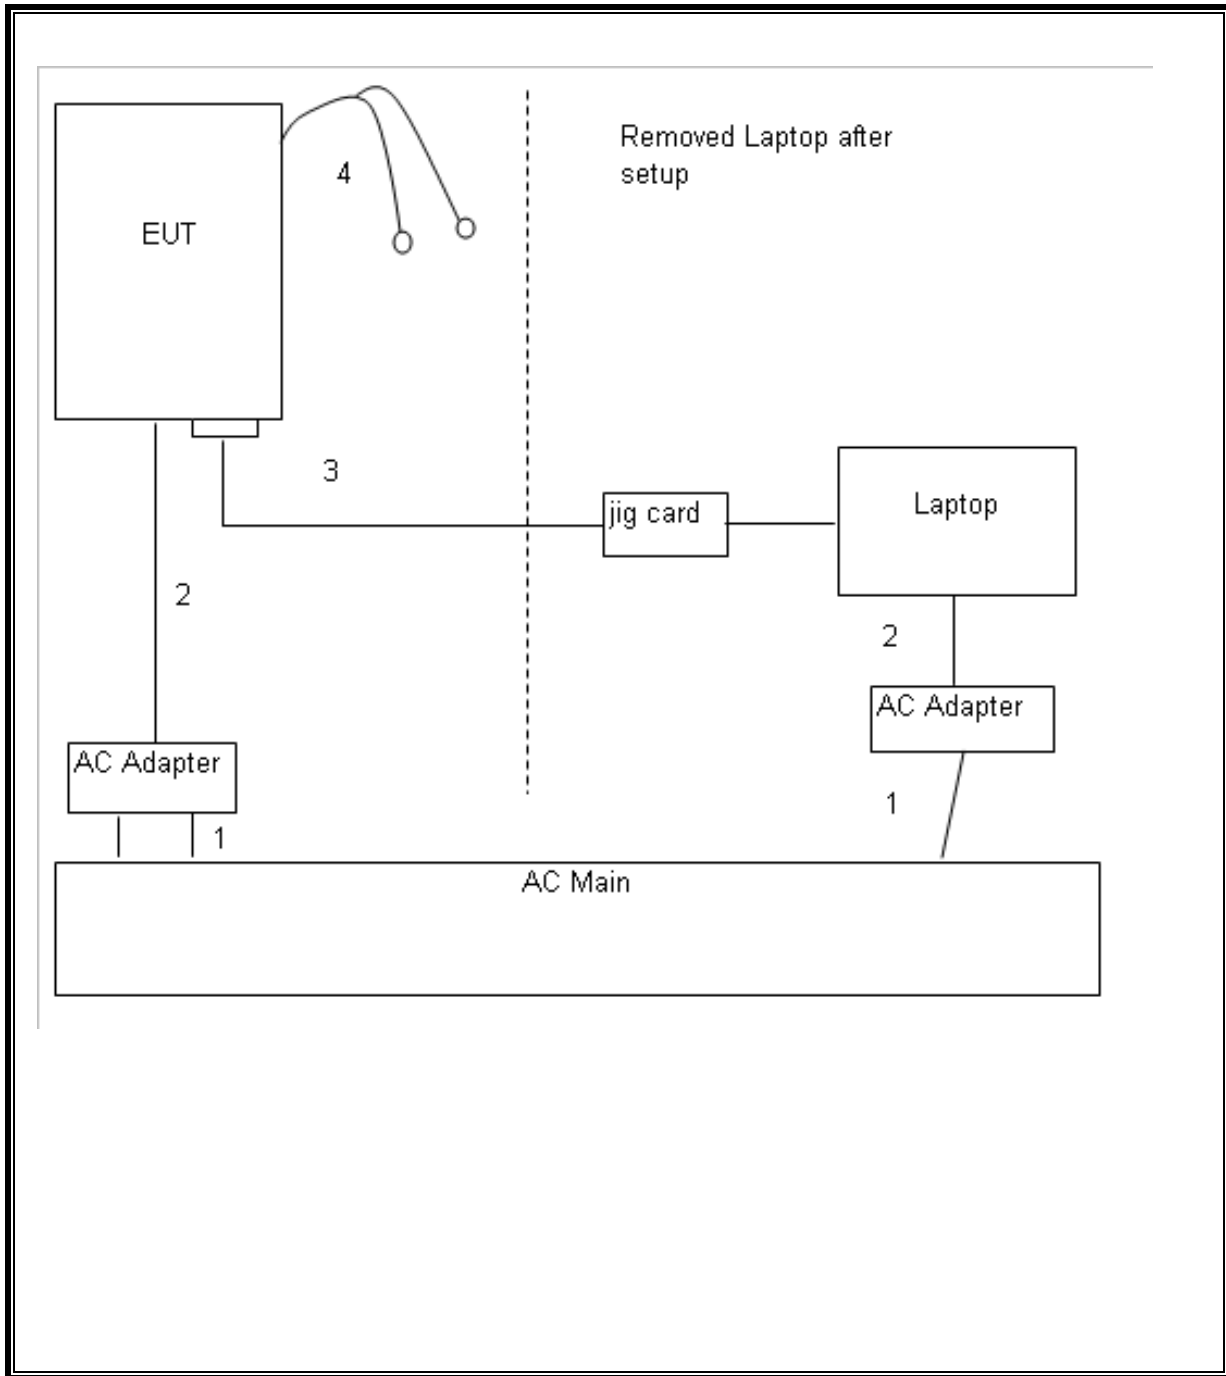 Removed Laptop after
setup
4
EUT
3
jig card
Laptop
2
2
AC Adapter
AC Adapter
1
1
AC Main